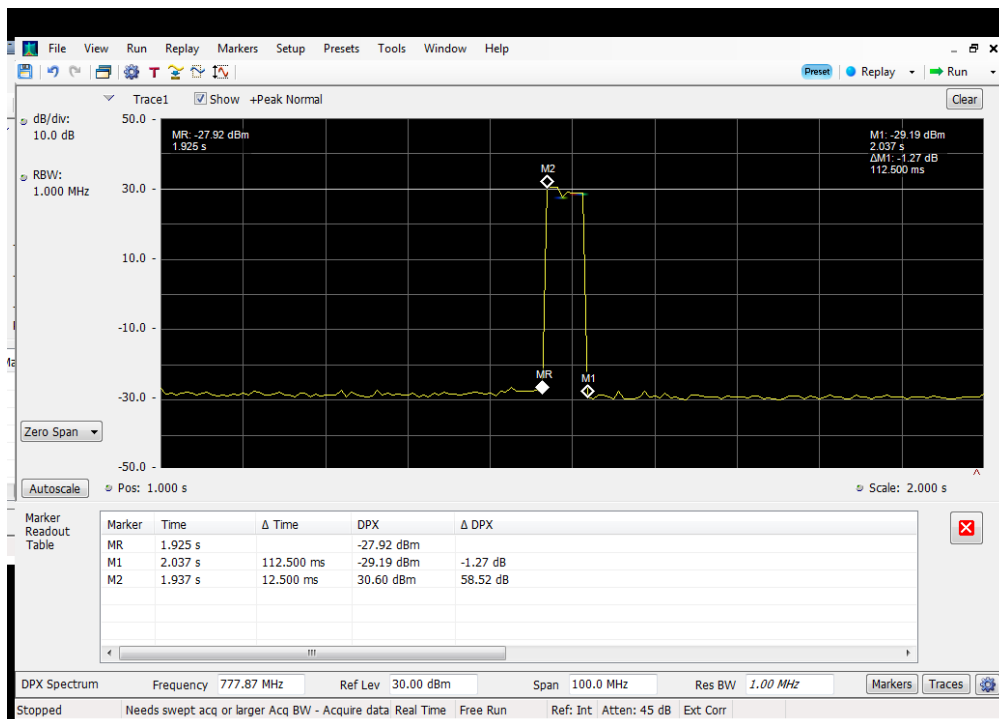 File View Run Replay Markers Setup Presets Tools Window Help
Preset Replay Run
Trace1 Show +Peak Normal Clear
dB/div:
10.0 dB
RBW:
1.000 MHz
50.0
30.0
10.0
-10.0
-30.0
-50.0
MR: -27.92 dBm
1.925 s
M1: -29.19 dBm
2.037 s
ΔM1: -1.27 dB
112.500 ms
M2
MR
M1
Zero Span
Autoscale Pos: 1.000 s Scale: 2.000 s
Marker
Readout
Table
Marker Time Δ Time DPX Δ DPX
MR 1.925 s -27.92 dBm
M1 2.037 s 112.500 ms -29.19 dBm -1.27 dB
M2 1.937 s 12.500 ms 30.60 dBm 58.52 dB
DPX Spectrum Frequency 777.87 MHz Ref Lev 30.00 dBm Span 100.0 MHz Res BW 1.00 MHz Markers Traces
Stopped Needs swept acq or larger Acq BW - Acquire data Real Time Free Run Ref: Int Atten: 45 dB Ext Corr